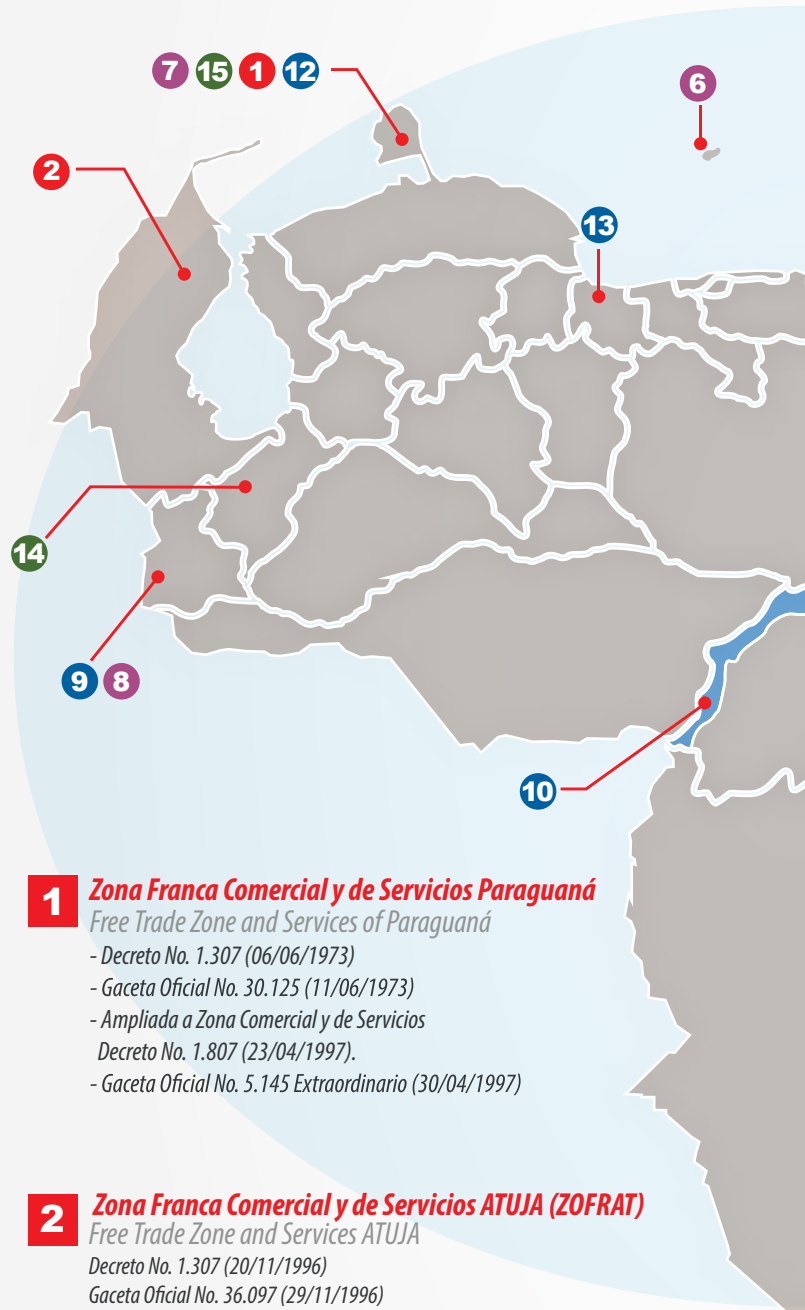 7 15 1 12
6
2
13
14
9 8
10
1 Zona Franca Comercial y de Servicios Paraguaná
Free Trade Zone and Services of Paraguaná
- Decreto No. 1.307 (06/06/1973)
- Gaceta Oficial No. 30.125 (11/06/1973)
- Ampliada a Zona Comercial y de Servicios
Decreto No. 1.807 (23/04/1997).
- Gaceta Oficial No. 5.145 Extraordinario (30/04/1997)
2 Zona Franca Comercial y de Servicios ATUJA (ZOFRAT)
Free Trade Zone and Services ATUJA
Decreto No. 1.307 (20/11/1996)
Gaceta Oficial No. 36.097 (29/11/1996)